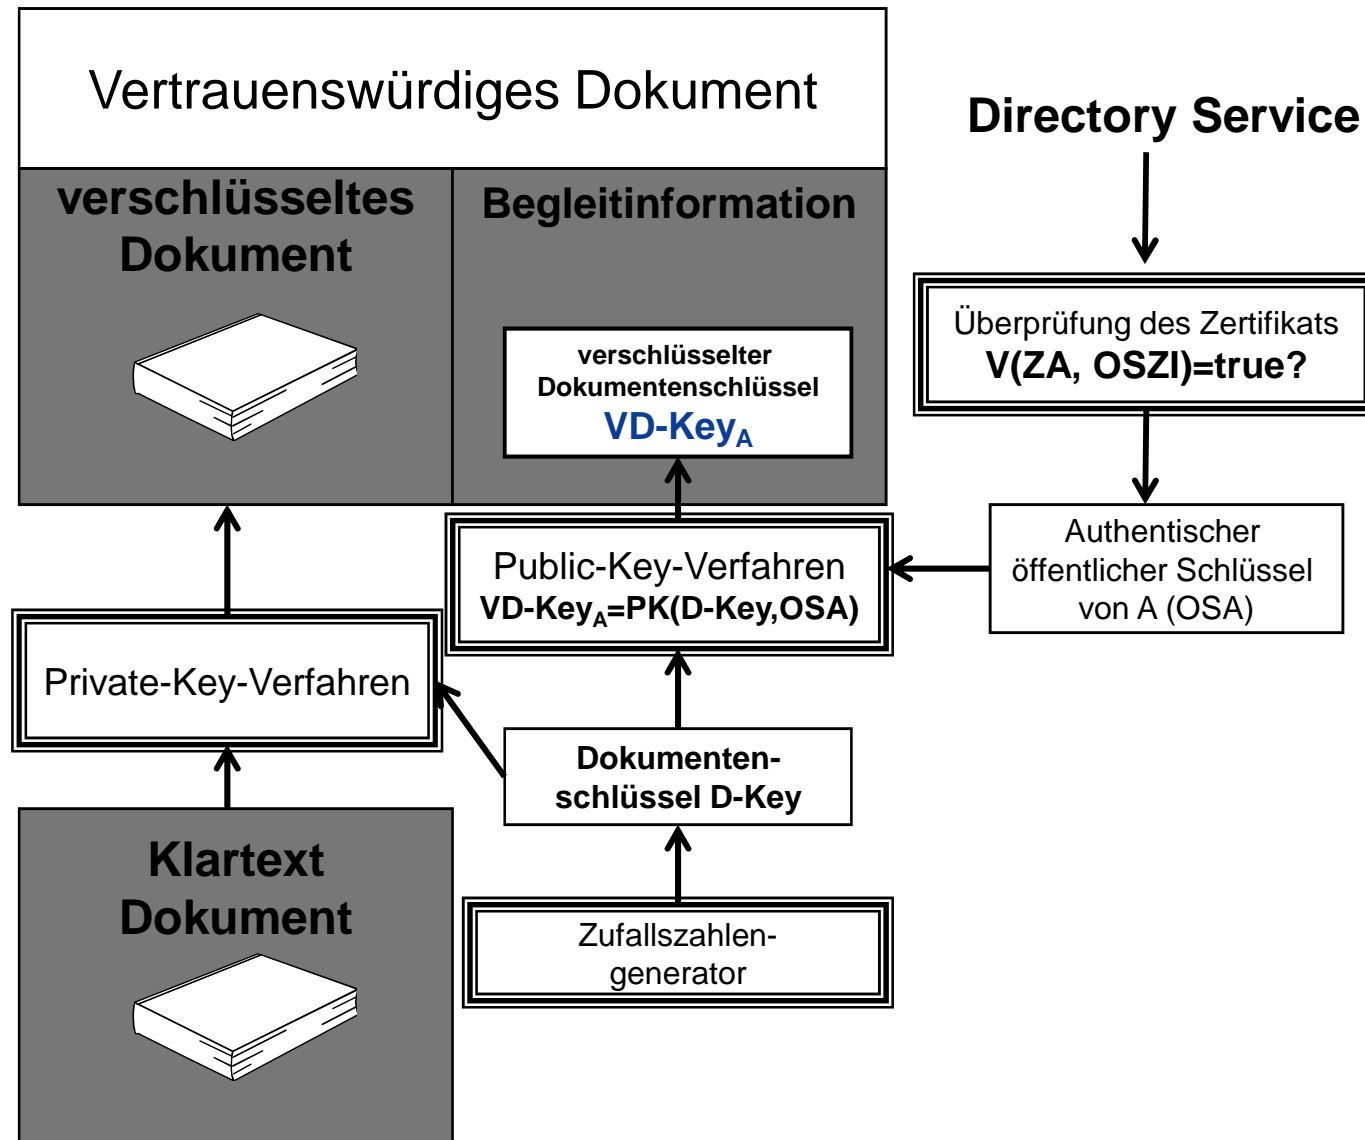 Vertrauenswürdiges Dokument
Directory Service
verschlüsseltes
Dokument
Begleitinformation
verschlüsselter
Dokumentenschlüssel
VD-Key_A
Überprüfung des Zertifikats
V(ZA, OSZI)=true?
Public-Key-Verfahren
VD-Key_A=PK(D-Key,OSA)
Authentischer
öffentlicher Schlüssel
von A (OSA)
Private-Key-Verfahren
Dokumenten-
schlüssel D-Key
Klartext
Dokument
Zufallszahlen-
generator